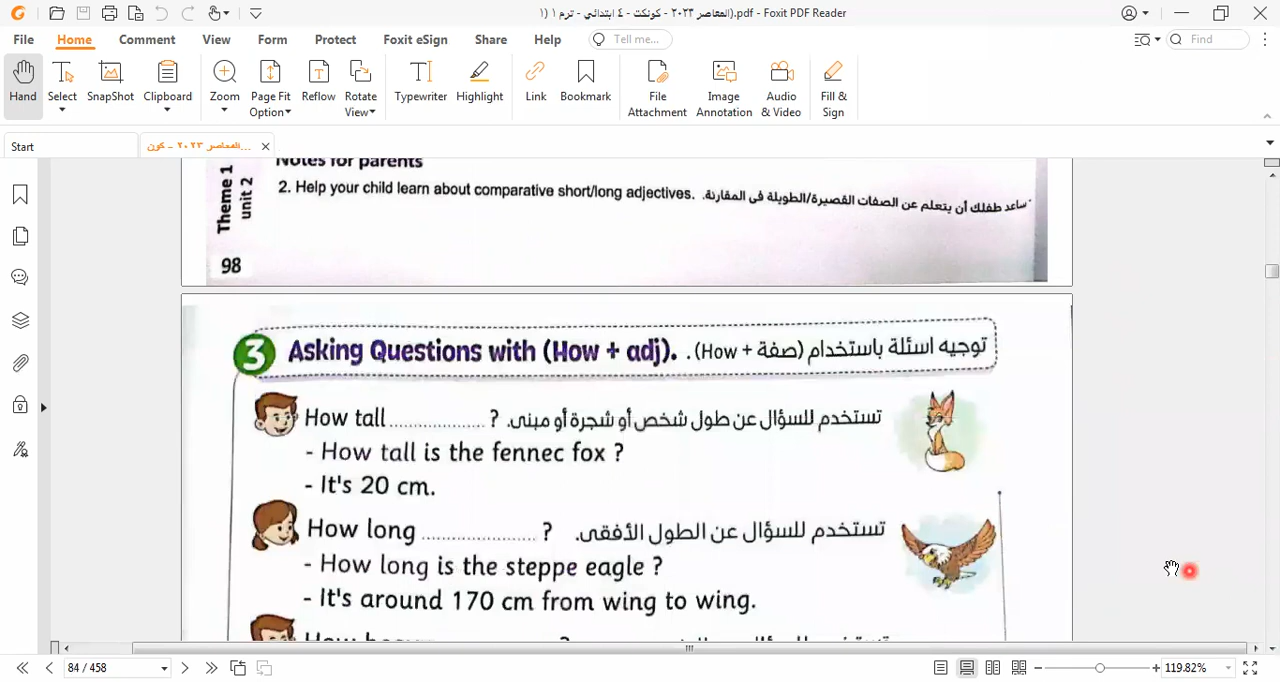 المعاصر ٢٠٢٣ - كونكت - ٤ ابتدائي - ترم ١ (١).pdf - Foxit PDF Reader
File Home Comment View Form Protect Foxit eSign Share Help Tell me... Find
Hand Select SnapShot Clipboard Zoom Page Fit Option Reflow Rotate View Typewriter Highlight Link Bookmark File Attachment Image Annotation Audio & Video Fill & Sign
Start
المعاصر ٢٠٢٣ - كون...
Notes for parents
2. Help your child learn about comparative short/long adjectives. ساعد طفلك أن يتعلم عن الصفات القصيرة/الطويلة فى المقارنة.
Theme 1
unit 2
98
3 Asking Questions with (How + adj). توجيه اسئلة باستخدام (صفة + How).
How tall ................... ? تستخدم للسؤال عن طول شخص أو شجرة أو مبنى.
- How tall is the fennec fox ?
- It's 20 cm.
How long ...................... ? تستخدم للسؤال عن الطول الأفقى.
- How long is the steppe eagle ?
- It's around 170 cm from wing to wing.
84 / 458
119.82%